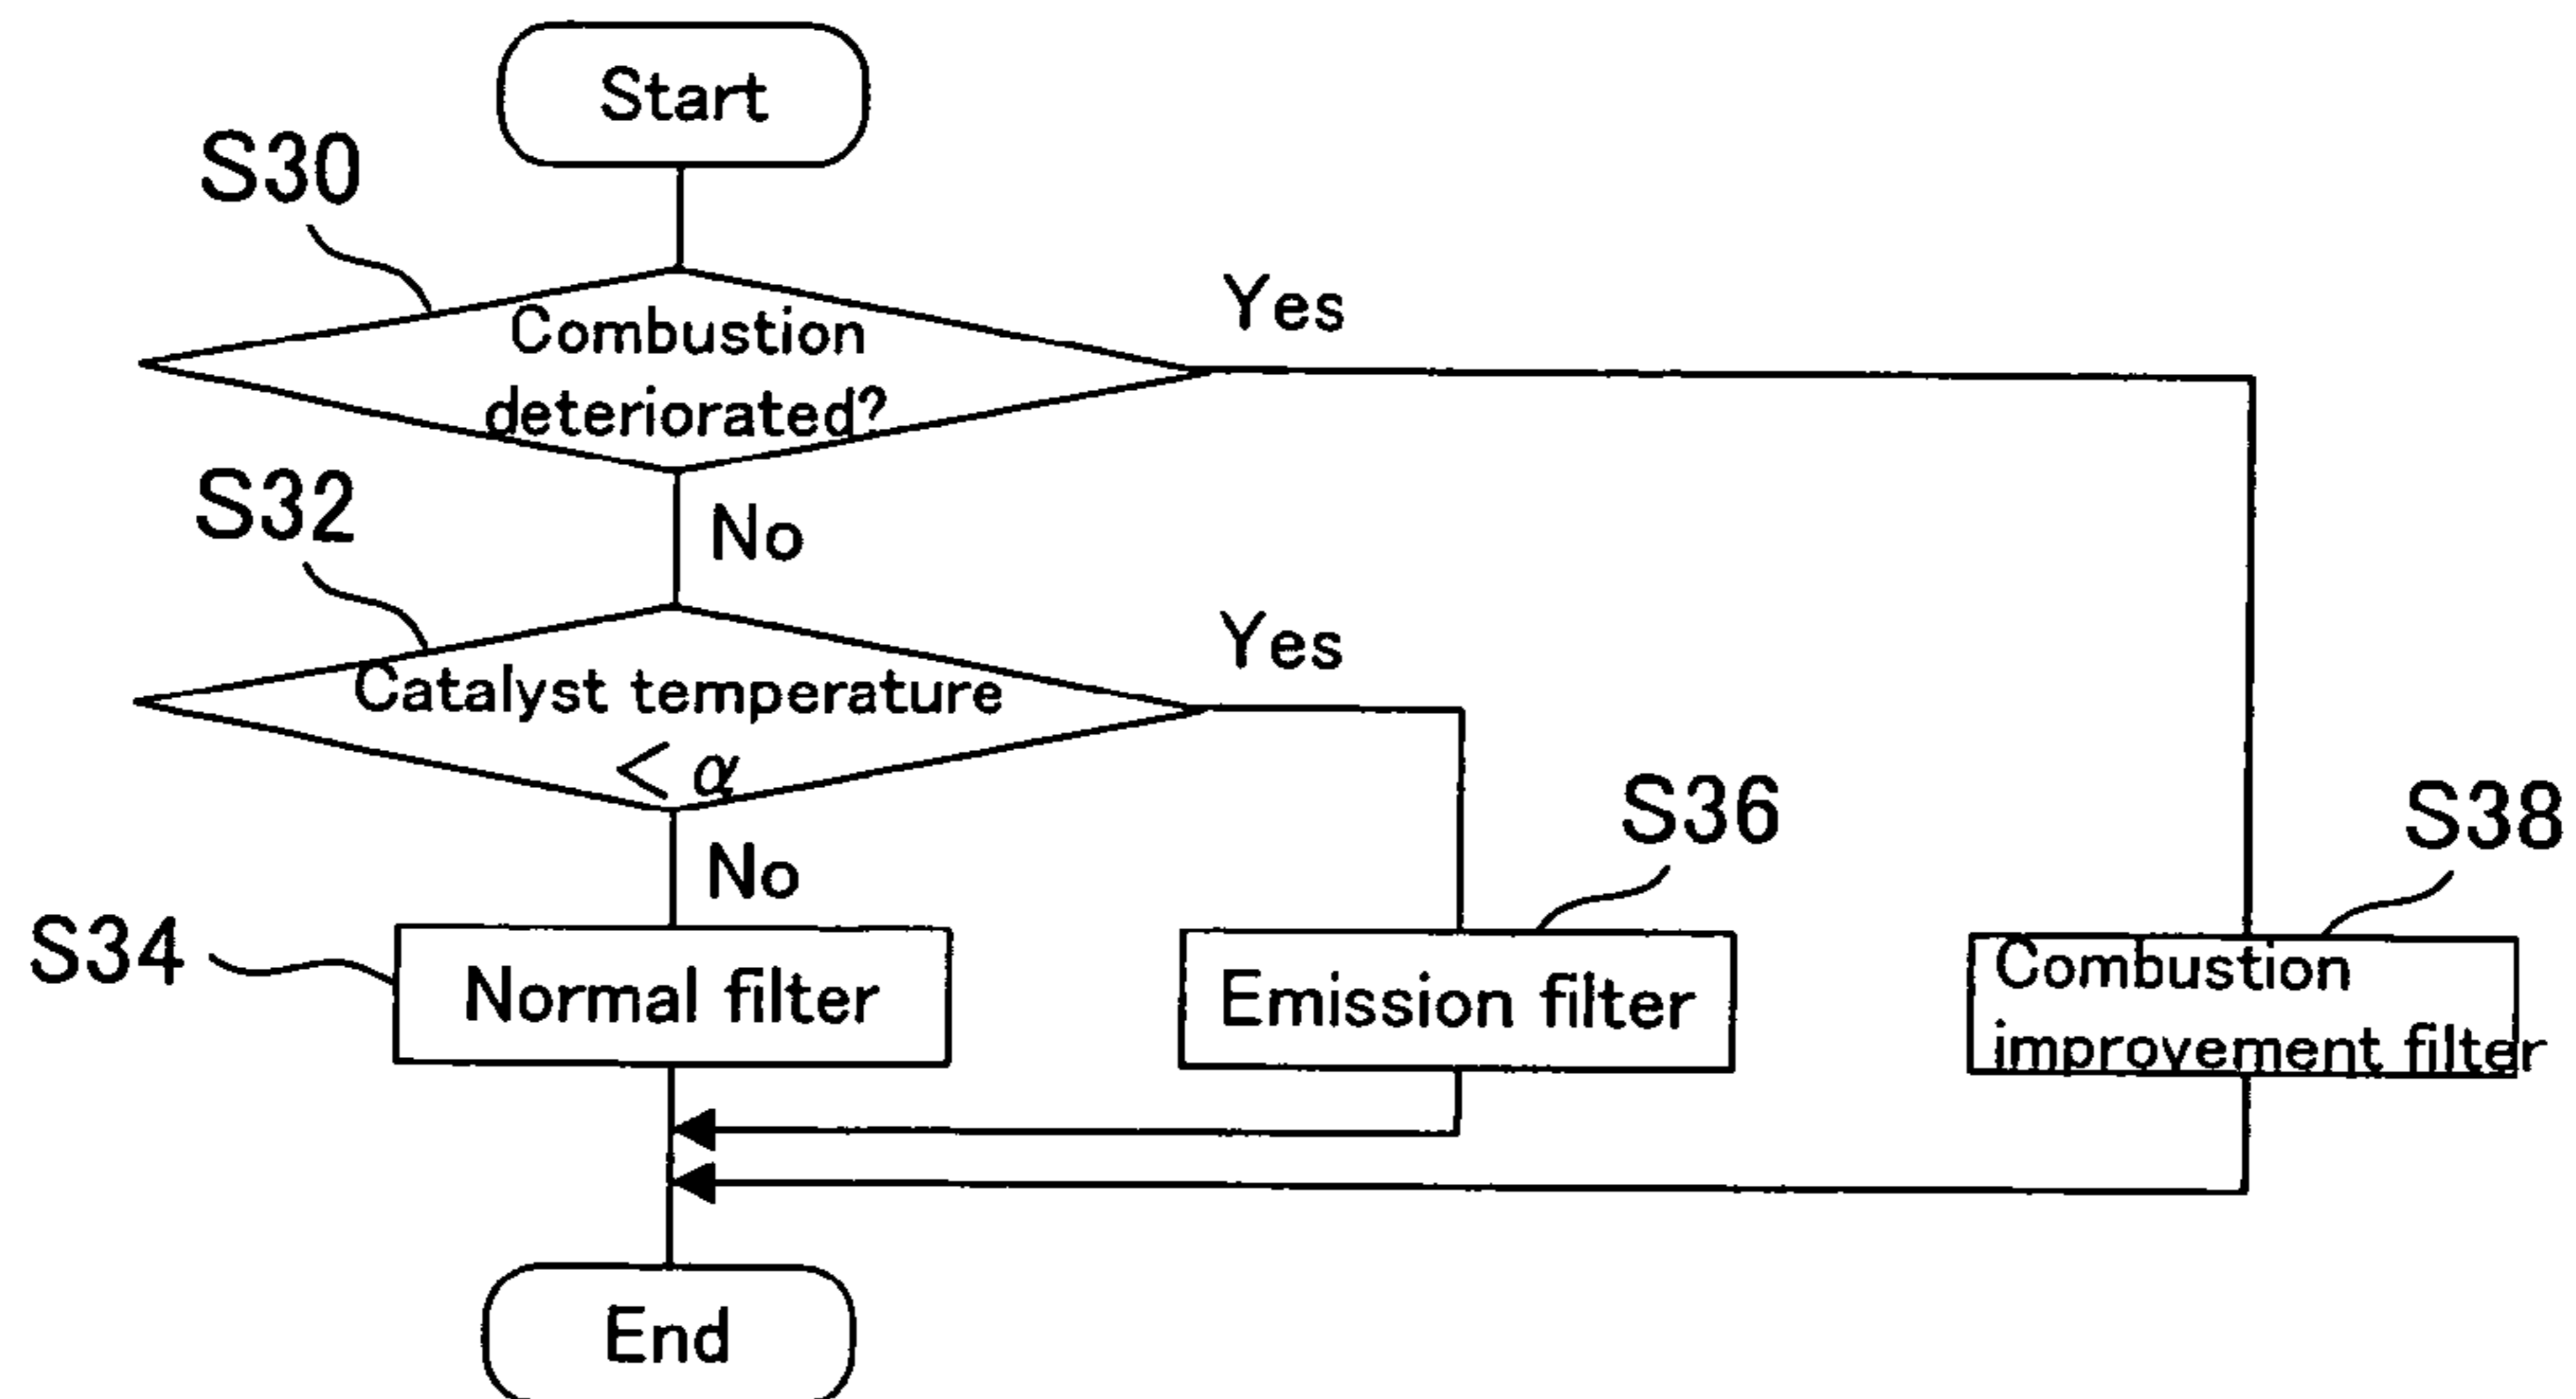 Start
S30
Combustion
deteriorated?
Yes
No
S32
Catalyst temperature
< α
Yes
No
S34
Normal filter
S36
Emission filter
S38
Combustion
improvement filter
End